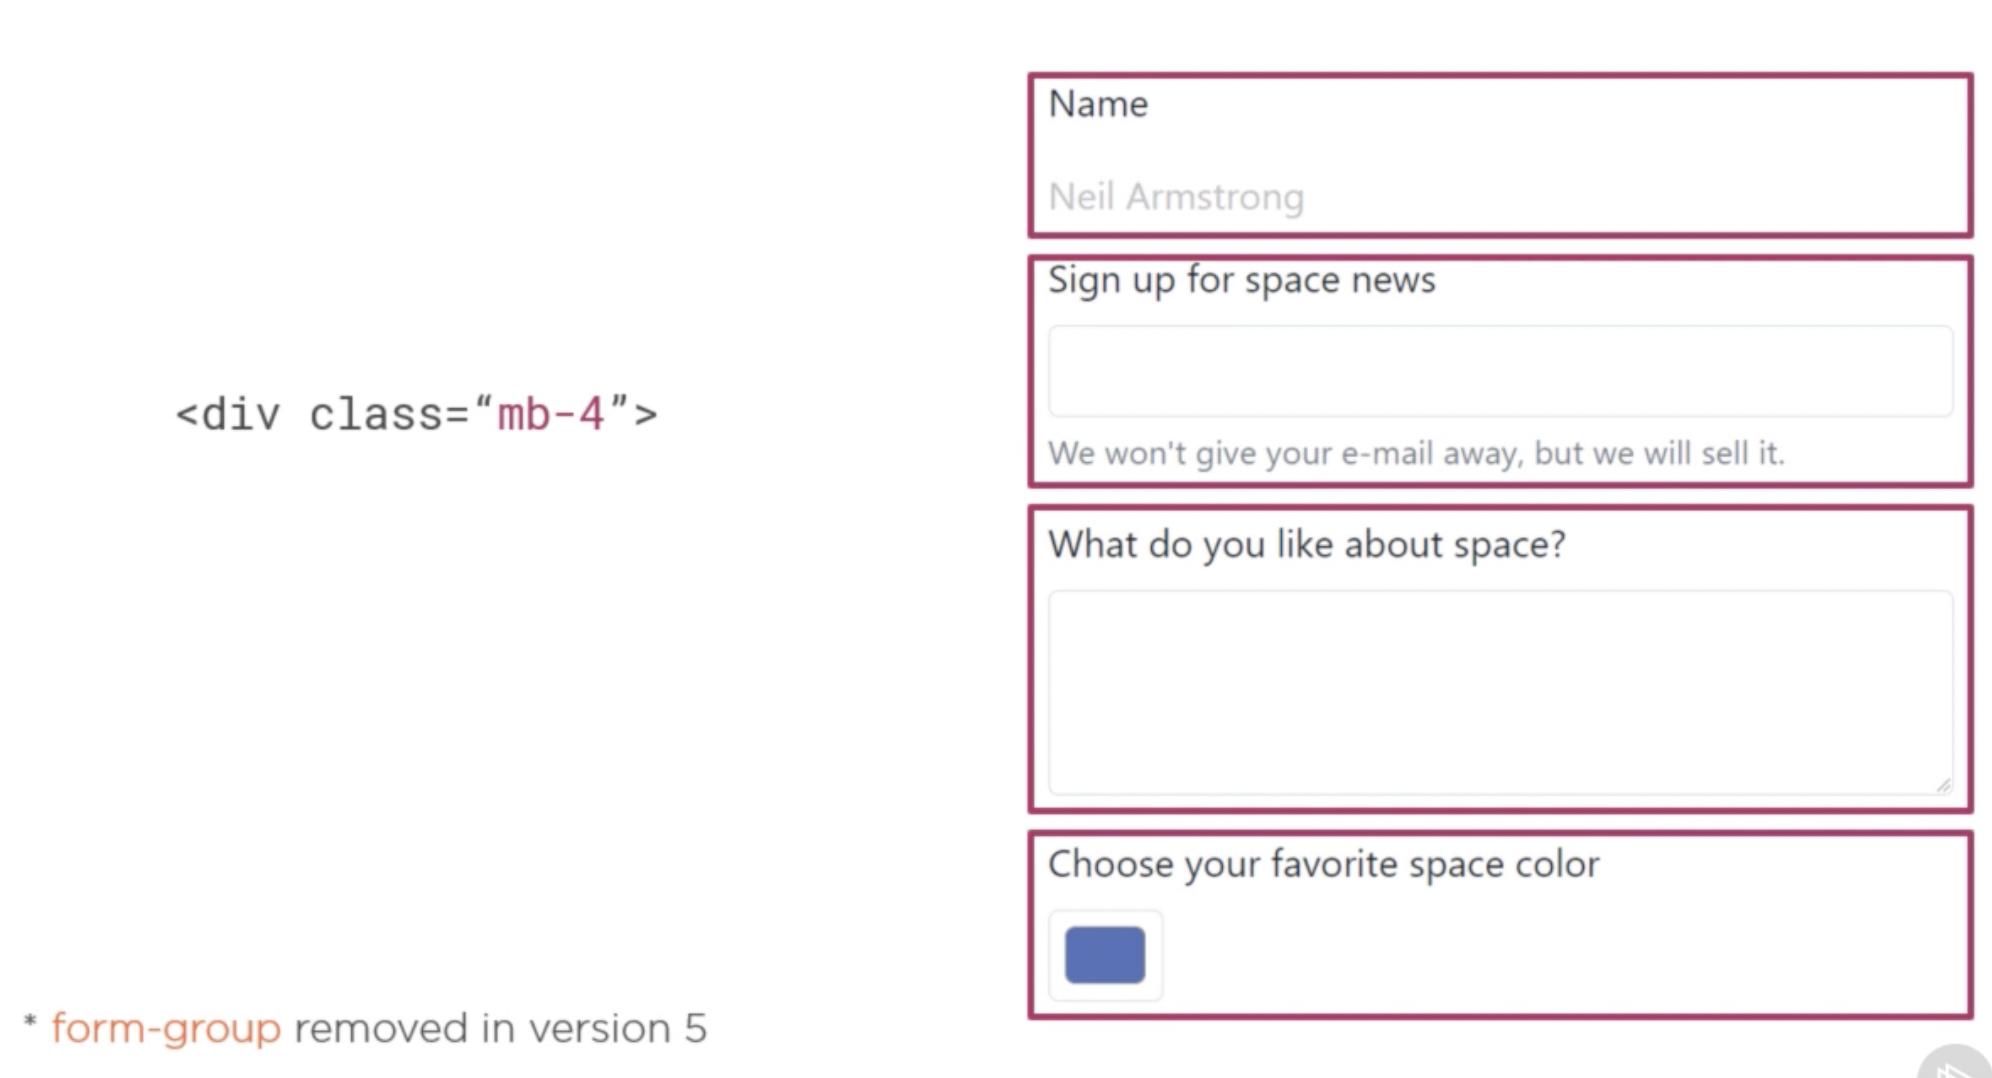 <div class=“mb-4”>
* form-group removed in version 5
Name
Neil Armstrong
Sign up for space news
We won't give your e-mail away, but we will sell it.
What do you like about space?
Choose your favorite space color